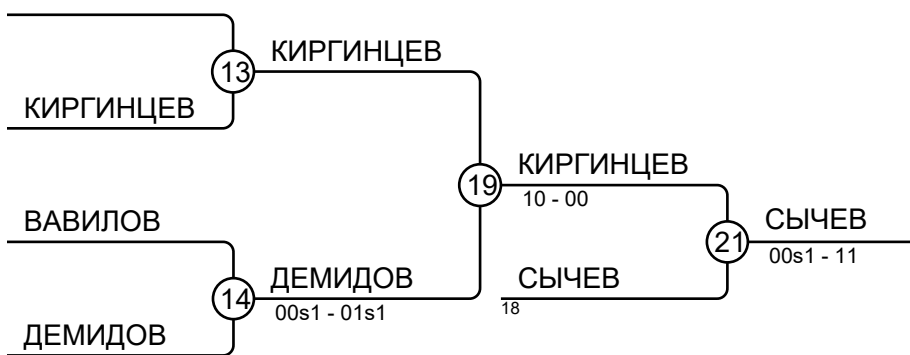 КИРГИНЦЕВ
13
КИРГИНЦЕВ
КИРГИНЦЕВ
19
10 - 00
ВАВИЛОВ
СЫЧЕВ
21
00s1 - 11
ДЕМИДОВ
СЫЧЕВ
14
00s1 - 01s1
18
ДЕМИДОВ